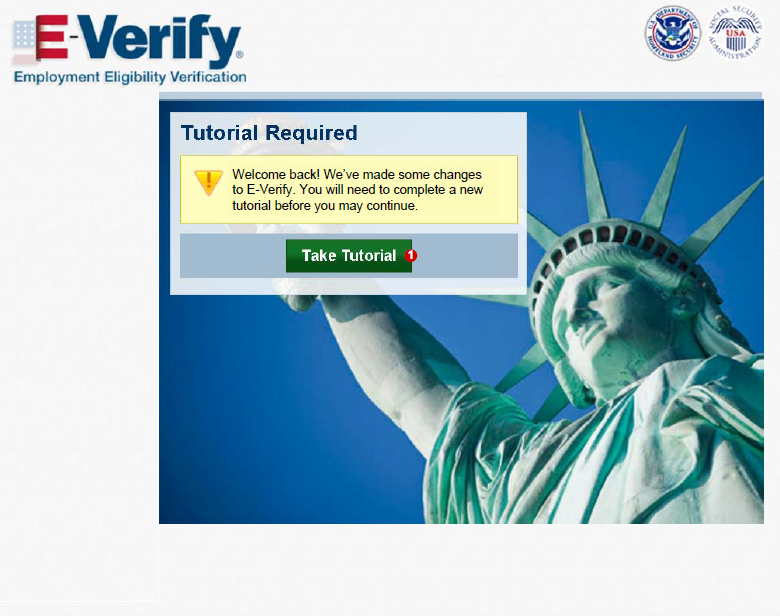 E-Verify®
Employment Eligibility Verification
U.S. DEPARTMENT OF HOMELAND SECURITY
SOCIAL SECURITY ADMINISTRATION
USA
Tutorial Required
Welcome back! We've made some changes
to E-Verify. You will need to complete a new
tutorial before you may continue.
Take Tutorial 1